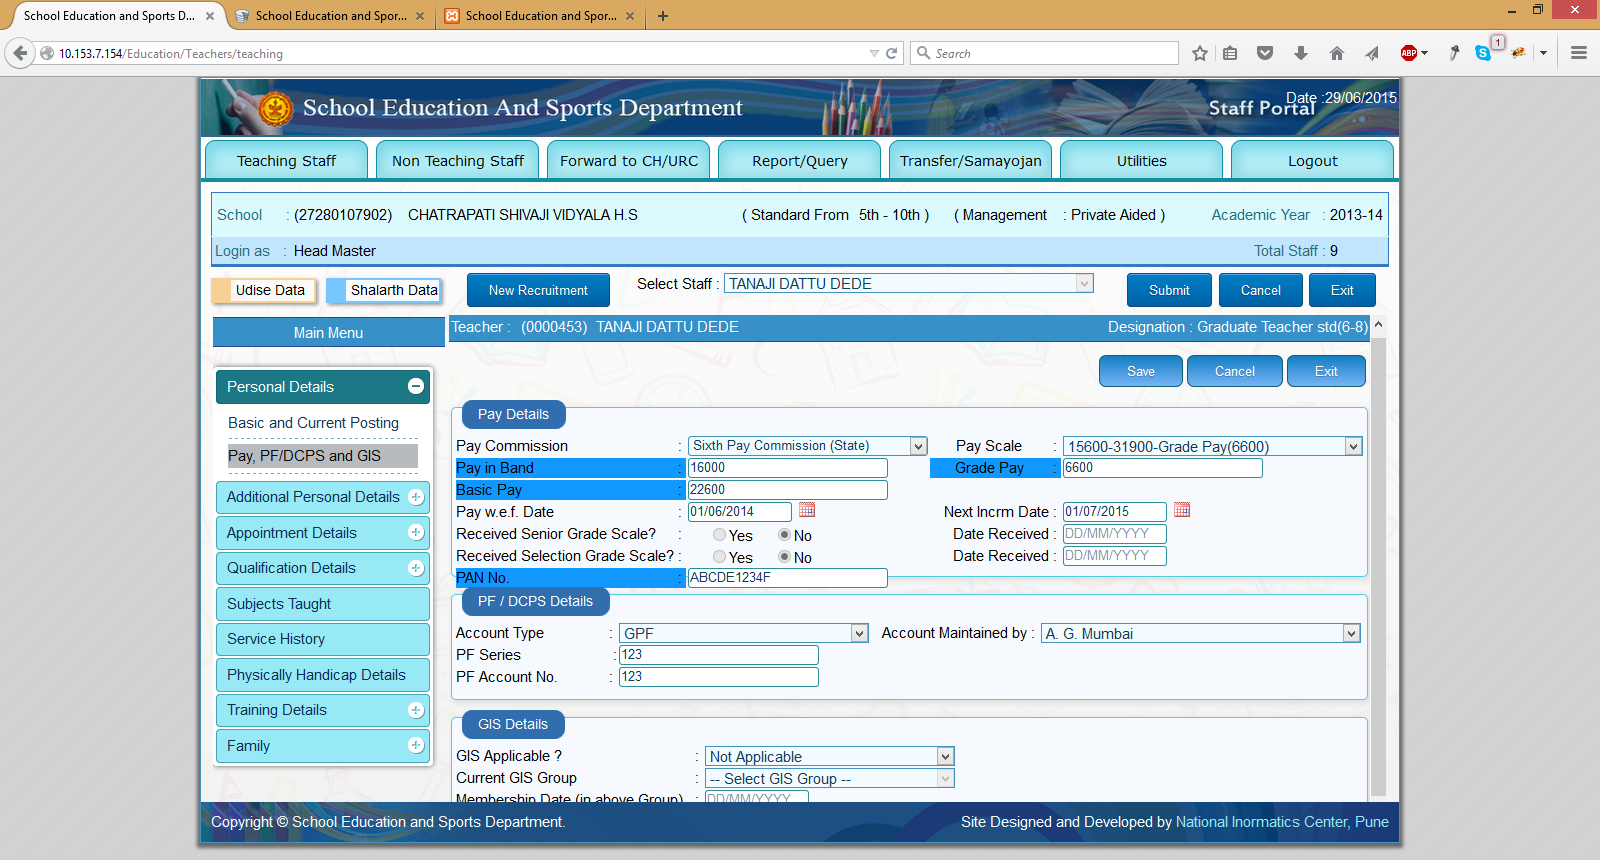 School Education and Sports D...
School Education and Spor...
School Education and Spor...
10.153.7.154/Education/Teachers/teaching
Search
ABP
1
School Education And Sports Department
Date :29/06/2015
Staff Portal
Teaching Staff
Non Teaching Staff
Forward to CH/URC
Report/Query
Transfer/Samayojan
Utilities
Logout
School : (27280107902) CHATRAPATI SHIVAJI VIDYALA H.S ( Standard From 5th - 10th ) ( Management : Private Aided ) Academic Year : 2013-14
Login as : Head Master Total Staff : 9
Udise Data Shalarth Data New Recruitment Select Staff : TANAJI DATTU DEDE Submit Cancel Exit
Main Menu
Teacher : (0000453) TANAJI DATTU DEDE Designation : Graduate Teacher std(6-8)
Save Cancel Exit
Personal Details
Basic and Current Posting
Pay, PF/DCPS and GIS
Additional Personal Details
Appointment Details
Qualification Details
Subjects Taught
Service History
Physically Handicap Details
Training Details
Family
Pay Details
Pay Commission : Sixth Pay Commission (State) Pay Scale : 15600-31900-Grade Pay(6600)
Pay in Band : 16000 Grade Pay : 6600
Basic Pay : 22600
Pay w.e.f. Date : 01/06/2014 Next Incrm Date : 01/07/2015
Received Senior Grade Scale? : Yes No Date Received : DD/MM/YYYY
Received Selection Grade Scale? : Yes No Date Received : DD/MM/YYYY
PAN No. : ABCDE1234F
PF / DCPS Details
Account Type : GPF Account Maintained by : A. G. Mumbai
PF Series : 123
PF Account No. : 123
GIS Details
GIS Applicable ? : Not Applicable
Current GIS Group : -- Select GIS Group --
Membership Date (in above Group) : DD/MM/YYYY
Copyright © School Education and Sports Department. Site Designed and Developed by National Inormatics Center, Pune